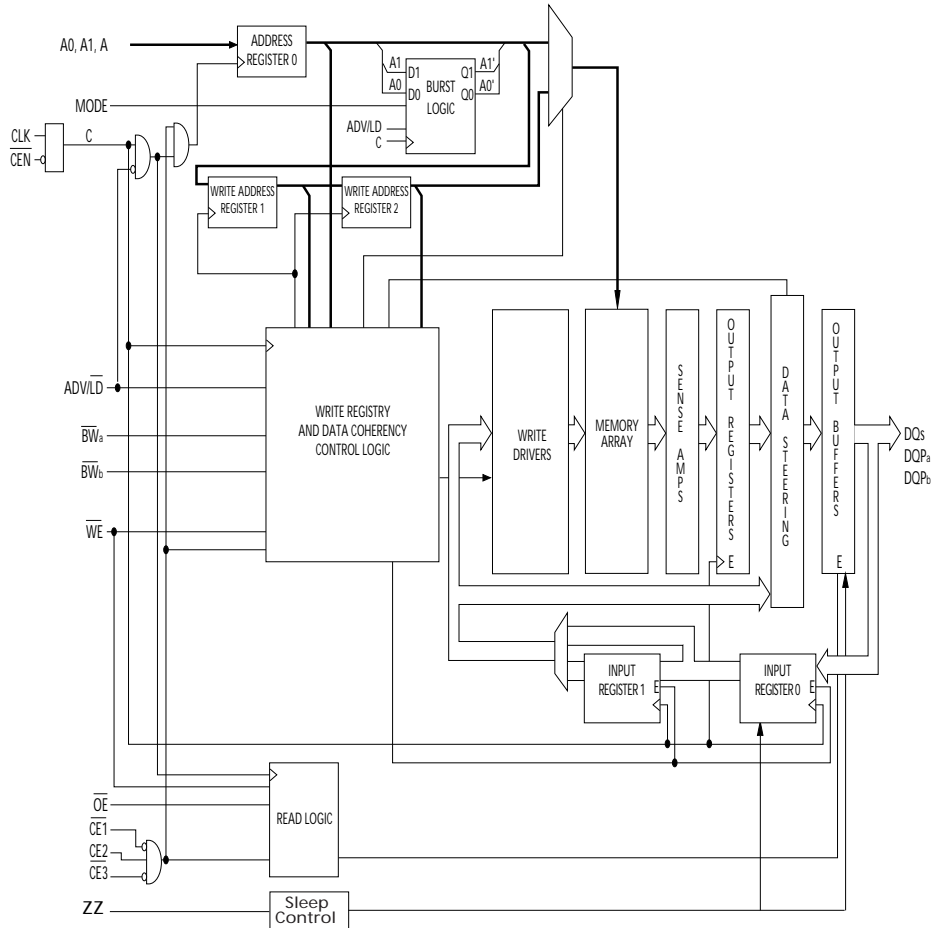 A0, A1, A
ADDRESS
REGISTER 0
A1
A0
D1
D0
BURST
LOGIC
Q1
Q0
A1'
A0'
MODE
ADV/LD
C
CLK
C
CEN
WRITE ADDRESS
REGISTER 1
WRITE ADDRESS
REGISTER 2
ADV/LD
BWa
BWb
WE
WRITE REGISTRY
AND DATA COHERENCY
CONTROL LOGIC
WRITE
DRIVERS
MEMORY
ARRAY
SENSE AMPS
OUTPUT REGISTERS
E
DATA STEERING
OUTPUT BUFFERS
E
DQs
DQPa
DQPb
INPUT
REGISTER 1
E
INPUT
REGISTER 0
E
OE
READ LOGIC
CE1
CE2
CE3
ZZ
Sleep
Control